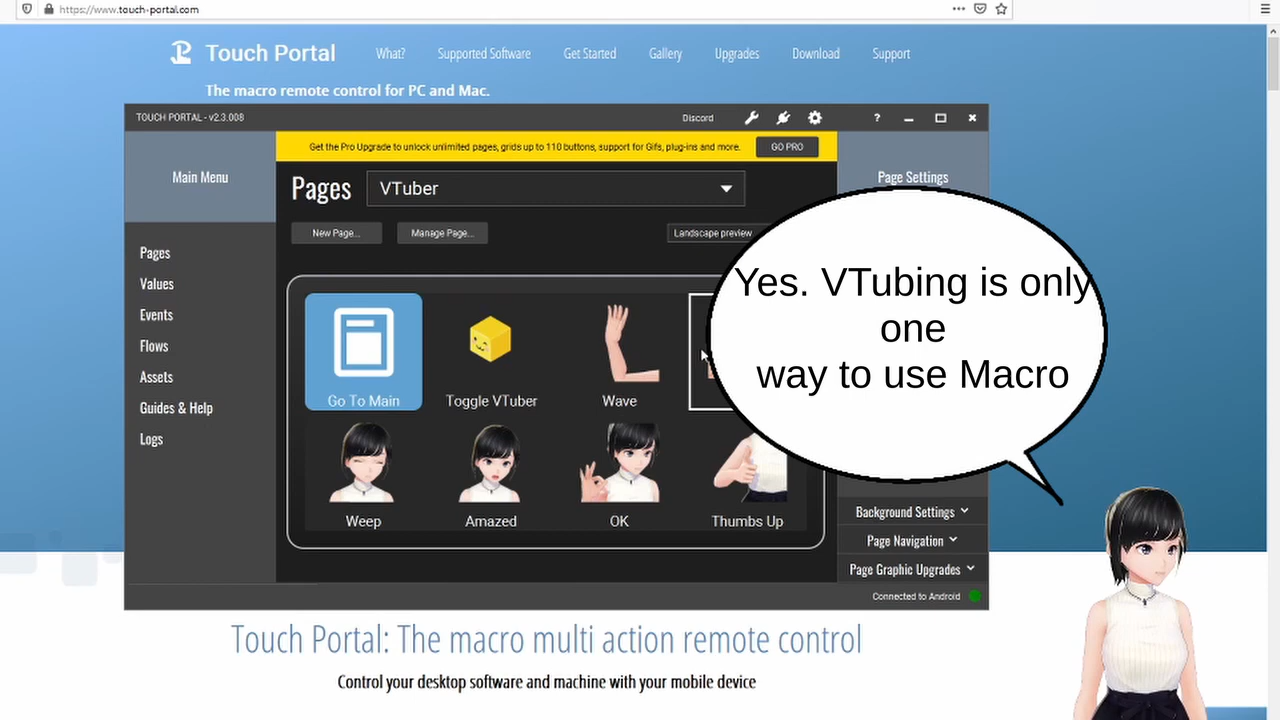 https://www.touch-portal.com
Touch Portal
What?
Supported Software
Get Started
Gallery
Upgrades
Download
Support
The macro remote control for PC and Mac.
TOUCH PORTAL - v2.3.008
Discord
?
Get the Pro Upgrade to unlock unlimited pages, grids up to 110 buttons, support for Gifs, plug-ins and more.
GO PRO
Main Menu
Pages
VTuber
Page Settings
New Page...
Manage Page...
Landscape preview
Pages
Values
Events
Flows
Assets
Guides & Help
Logs
Go To Main
Toggle VTuber
Wave
Weep
Amazed
OK
Thumbs Up
Yes. VTubing is only
one
way to use Macro
Background Settings
Page Navigation
Page Graphic Upgrades
Connected to Android
Touch Portal: The macro multi action remote control
Control your desktop software and machine with your mobile device